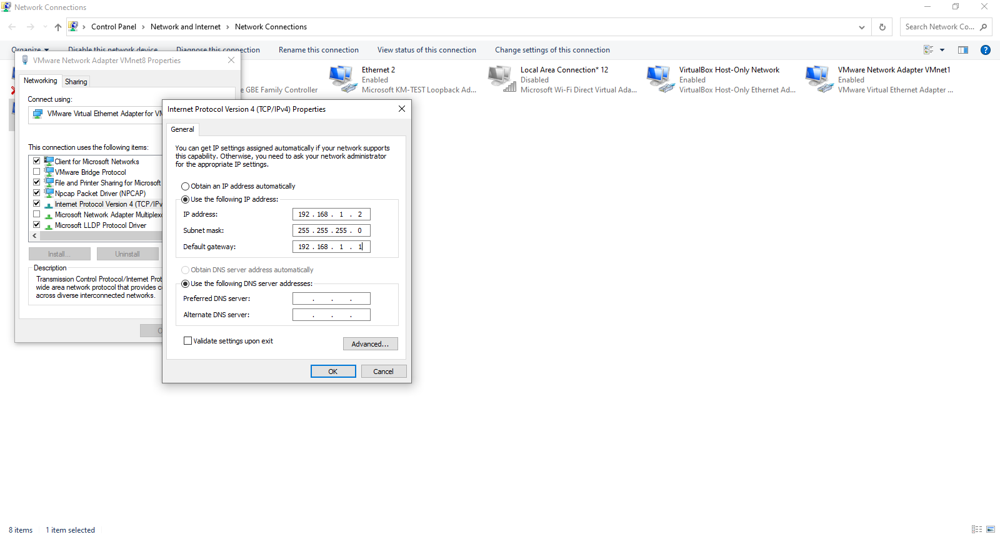 Network Connections
Control Panel > Network and Internet > Network Connections
Search Network Co...
Organize
Disable this network device
Diagnose this connection
Rename this connection
View status of this connection
Change settings of this connection
GBE Family Controller
Ethernet 2
Enabled
Microsoft KM-TEST Loopback Ad...
Local Area Connection* 12
Disabled
Microsoft Wi-Fi Direct Virtual Ada...
VirtualBox Host-Only Network
Enabled
VirtualBox Host-Only Ethernet Ad...
VMware Network Adapter VMnet1
Enabled
VMware Virtual Ethernet Adapter ...
VMware Network Adapter VMnet8 Properties
Networking
Sharing
Connect using:
VMware Virtual Ethernet Adapter for
This connection uses the following items:
Client for Microsoft Networks
VMware Bridge Protocol
File and Printer Sharing for Microsoft
Npcap Packet Driver (NPCAP)
Internet Protocol Version 4 (TCP/IPv
Microsoft Network Adapter Multiplexo
Microsoft LLDP Protocol Driver
Install...
Uninstall
Description
Transmission Control Protocol/Internet Prot
wide area network protocol that provides c
across diverse interconnected networks.
Internet Protocol Version 4 (TCP/IPv4) Properties
General
You can get IP settings assigned automatically if your network supports
this capability. Otherwise, you need to ask your network administrator
for the appropriate IP settings.
Obtain an IP address automatically
Use the following IP address:
IP address:
192 . 168 . 1 . 2
Subnet mask:
255 . 255 . 255 . 0
Default gateway:
192 . 168 . 1 . 1
Obtain DNS server address automatically
Use the following DNS server addresses:
Preferred DNS server:
. . .
Alternate DNS server:
. . .
Validate settings upon exit
Advanced...
OK
Cancel
8 items
1 item selected